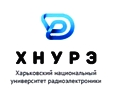 ХНУРЭ
Харьковский национальный
университет радиоэлектроники